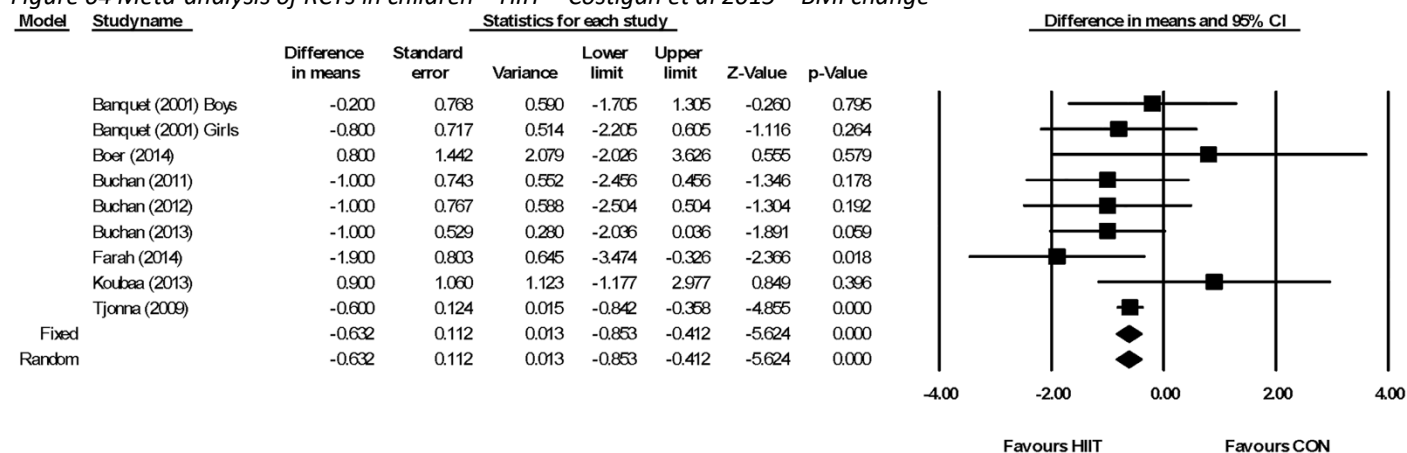 Figure 64 Meta-analysis of RCTs in children – HIIT – Costigan et al 2015 – BMI change
Model Studyname Statistics for each study Difference in means and 95% CI
Difference in means Standard error Variance Lower limit Upper limit Z-Value p-Value
Banquet (2001) Boys -0.200 0.768 0.590 -1.705 1.305 -0.260 0.795
Banquet (2001) Girls -0.800 0.717 0.514 -2.205 0.605 -1.116 0.264
Boer (2014) 0.800 1.442 2.079 -2.026 3.626 0.555 0.579
Buchan (2011) -1.000 0.743 0.552 -2.456 0.456 -1.346 0.178
Buchan (2012) -1.000 0.767 0.588 -2.504 0.504 -1.304 0.192
Buchan (2013) -1.000 0.529 0.280 -2.036 0.036 -1.891 0.059
Farah (2014) -1.900 0.803 0.645 -3.474 -0.326 -2.366 0.018
Koubaa (2013) 0.900 1.060 1.123 -1.177 2.977 0.849 0.396
Tjonna (2009) -0.600 0.124 0.015 -0.842 -0.358 -4.855 0.000
Fixed -0.632 0.112 0.013 -0.853 -0.412 -5.624 0.000
Random -0.632 0.112 0.013 -0.853 -0.412 -5.624 0.000
-4.00 -2.00 0.00 2.00 4.00
Favours HIIT Favours CON